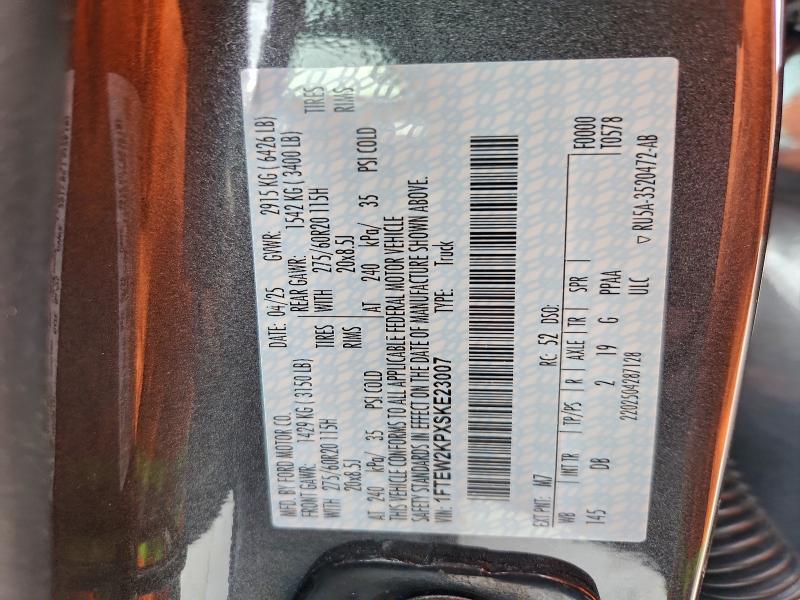 MFD. BY FORD MOTOR CO. DATE: 04/25 GVWR: 2915 KG ( 6426 LB)
FRONT GAWR: 1429 KG ( 3150 LB) REAR GAWR: 1542 KG ( 3400 LB)
WITH 275/60R20 115H TIRES WITH 275/60R20 115H TIRES
20x8.5J RIMS 20x8.5J RIMS
AT 240 kPa/ 35 PSI COLD AT 240 kPa/ 35 PSI COLD
THIS VEHICLE CONFORMS TO ALL APPLICABLE FEDERAL MOTOR VEHICLE
SAFETY STANDARDS IN EFFECT ON THE DATE OF MANUFACTURE SHOWN ABOVE.
VIN: 1FTEW2KPXSKE23007 TYPE: Truck
EXT PNT: M7 RC: 52 DSO: F0000
WB INT TR TP/PS R AXLE TR SPR T0578
145 DB 2 19 G PPAA
2202504287128 ULC
RU5A-3520472-AB